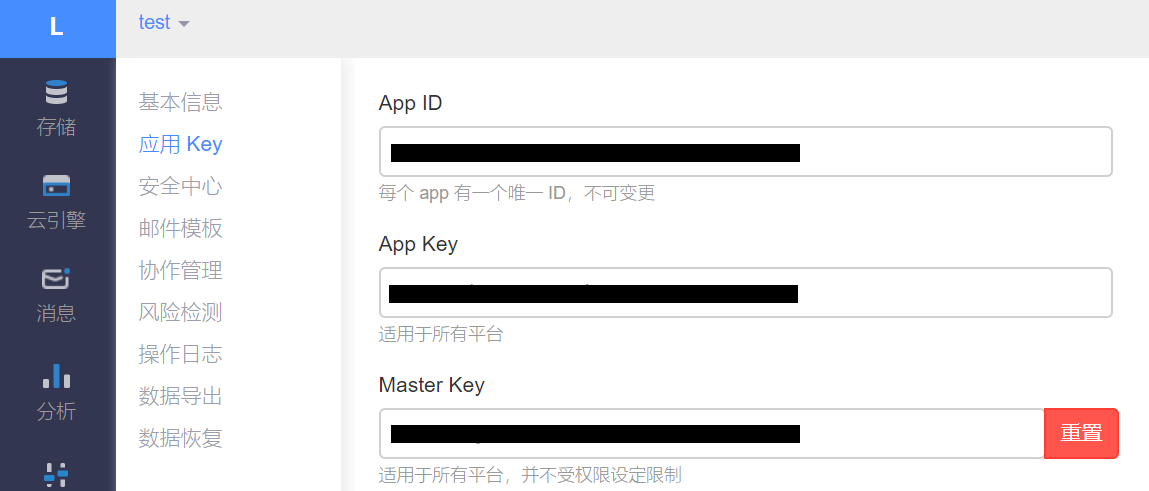 L
test
存储
云引擎
消息
分析
基本信息
应用 Key
安全中心
邮件模板
协作管理
风险检测
操作日志
数据导出
数据恢复
App ID
每个 app 有一个唯一 ID，不可变更
App Key
适用于所有平台
Master Key
重置
适用于所有平台，并不受权限设定限制